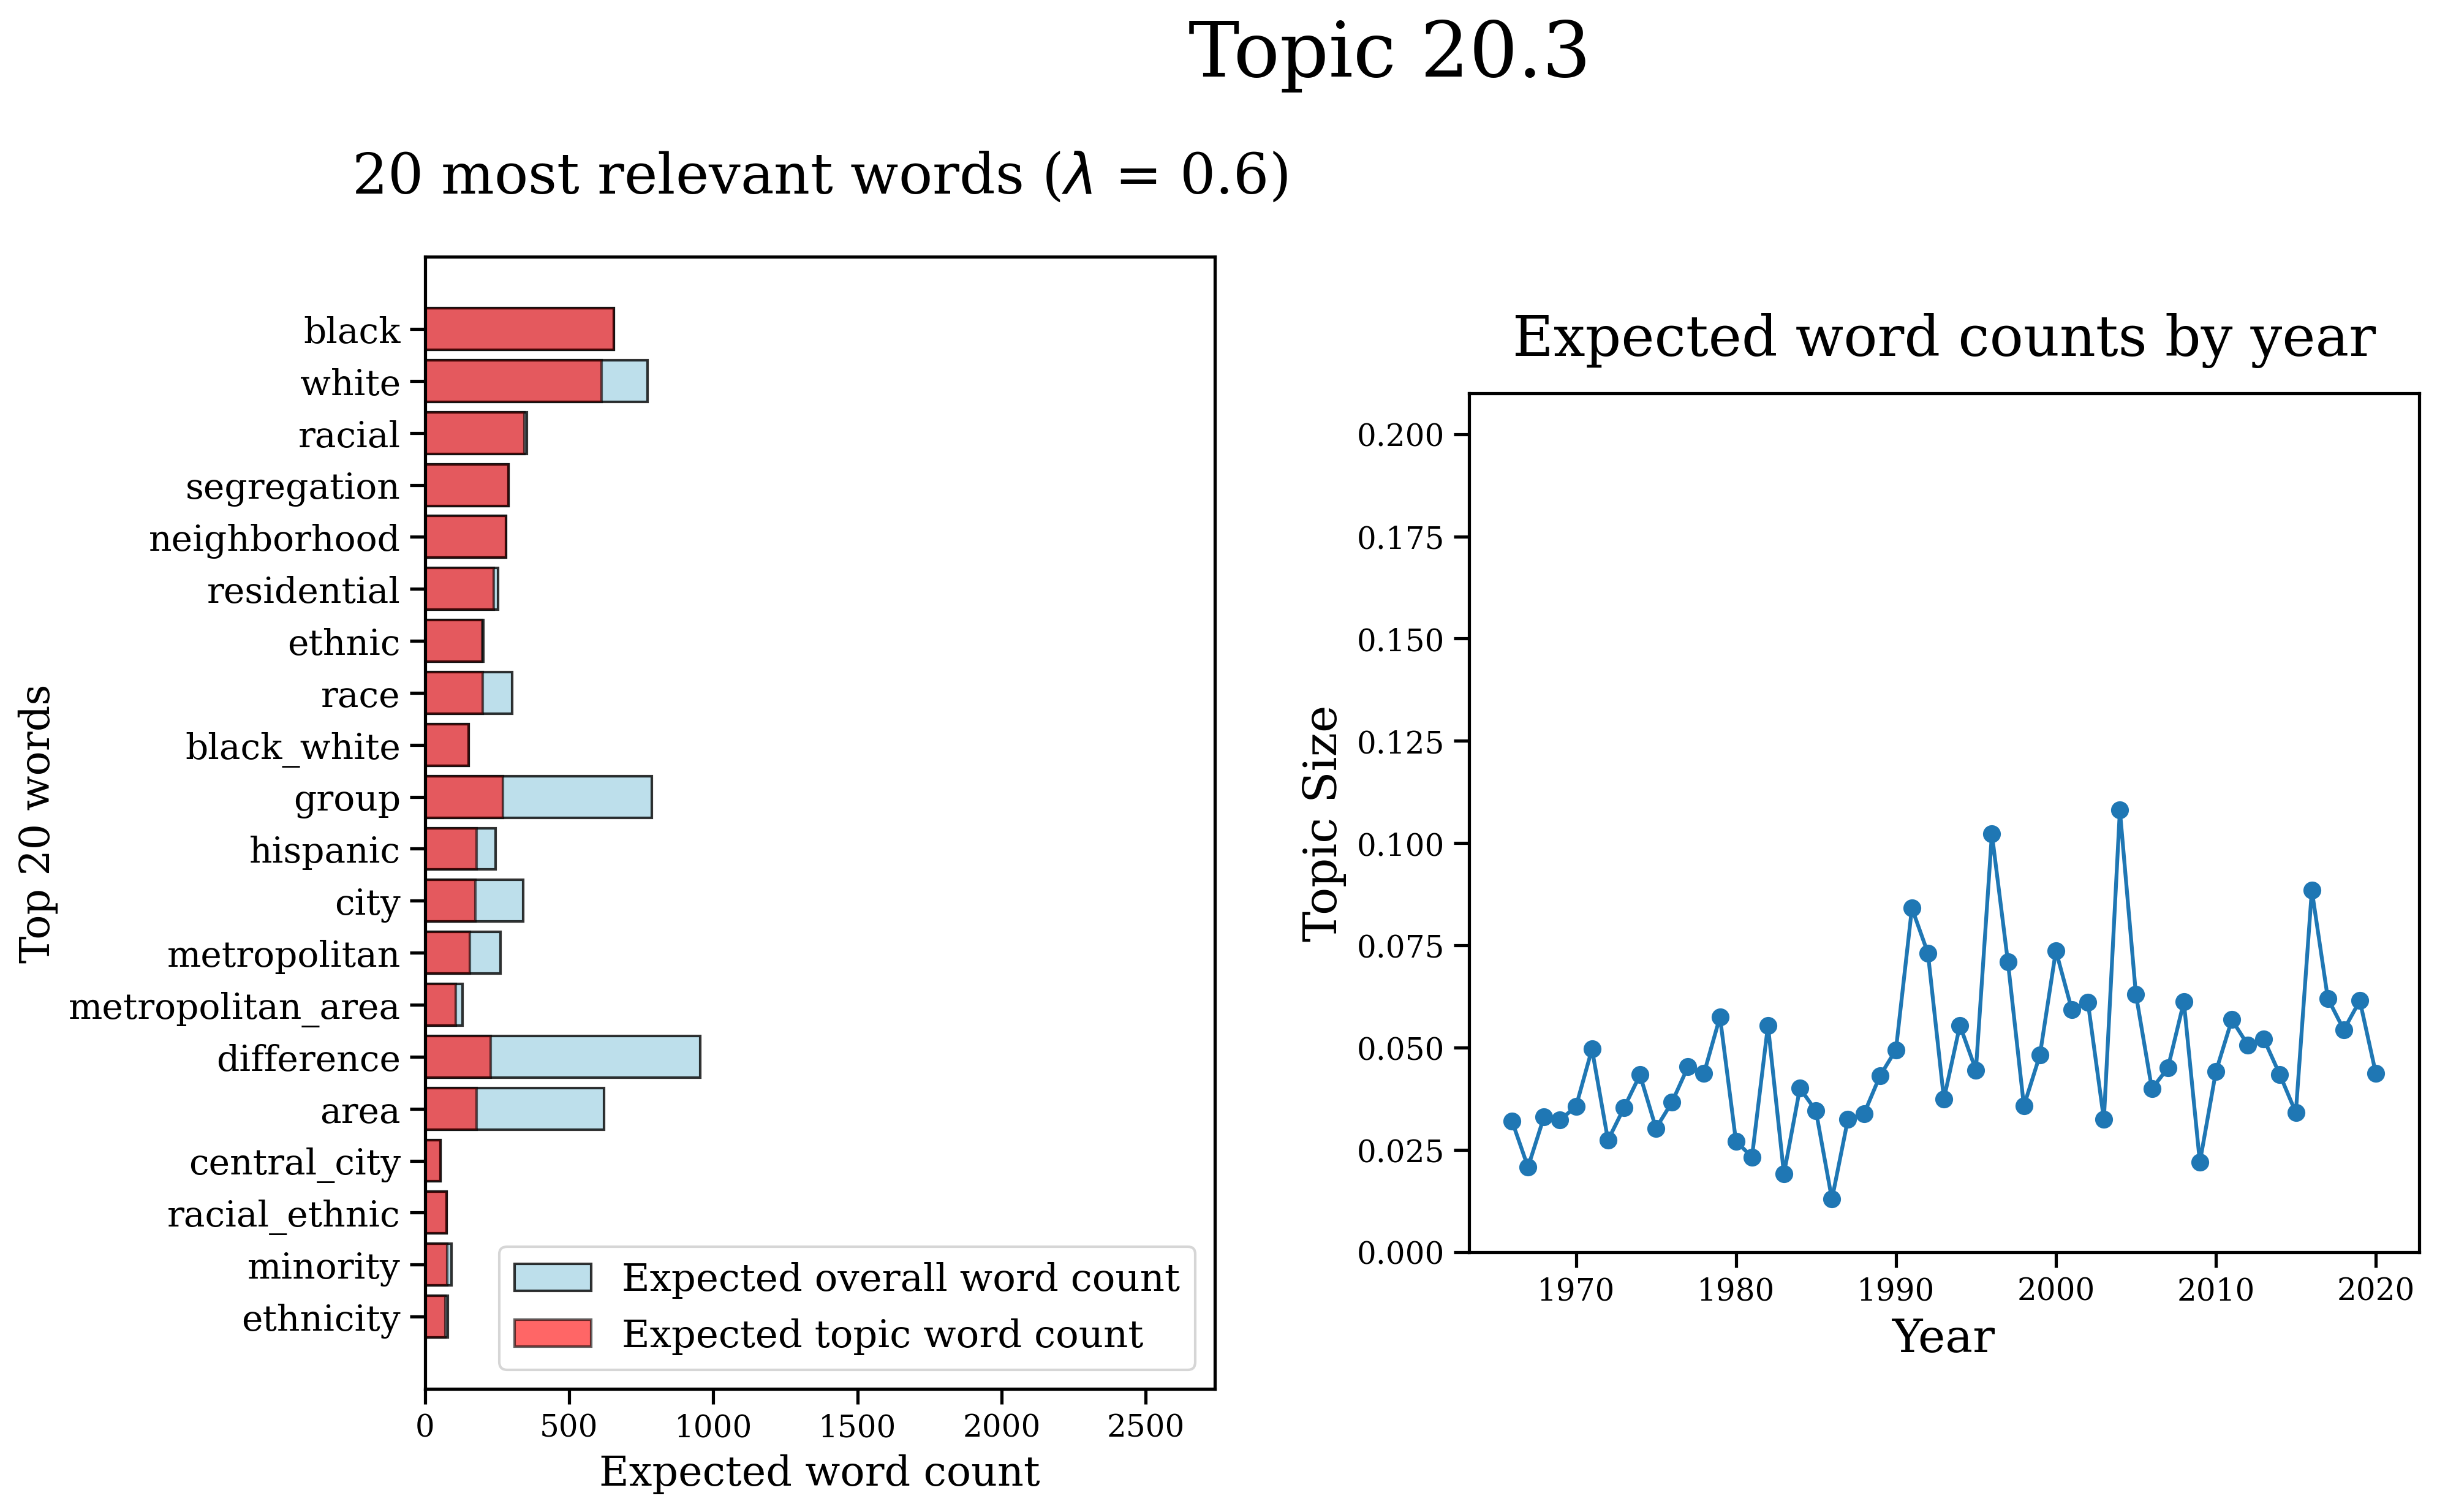 Topic 20.3
20 most relevant words (λ = 0.6)
Top 20 words
black
white
racial
segregation
neighborhood
residential
ethnic
race
black_white
group
hispanic
city
metropolitan
metropolitan_area
difference
area
central_city
racial_ethnic
minority
ethnicity
Expected overall word count
Expected topic word count
0 500 1000 1500 2000 2500
Expected word count
Expected word counts by year
Topic Size
0.200
0.175
0.150
0.125
0.100
0.075
0.050
0.025
0.000
1970 1980 1990 2000 2010 2020
Year